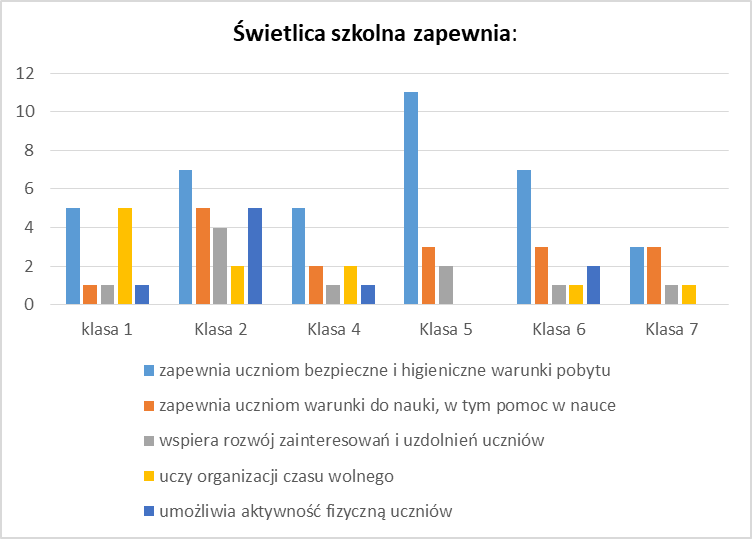 Świetlica szkolna zapewnia:
12
10
8
6
4
2
0
klasa 1 Klasa 2 Klasa 4 Klasa 5 Klasa 6 Klasa 7
zapewnia uczniom bezpieczne i higieniczne warunki pobytu
zapewnia uczniom warunki do nauki, w tym pomoc w nauce
wspiera rozwój zainteresowań i uzdolnień uczniów
uczy organizacji czasu wolnego
umożliwia aktywność fizyczną uczniów